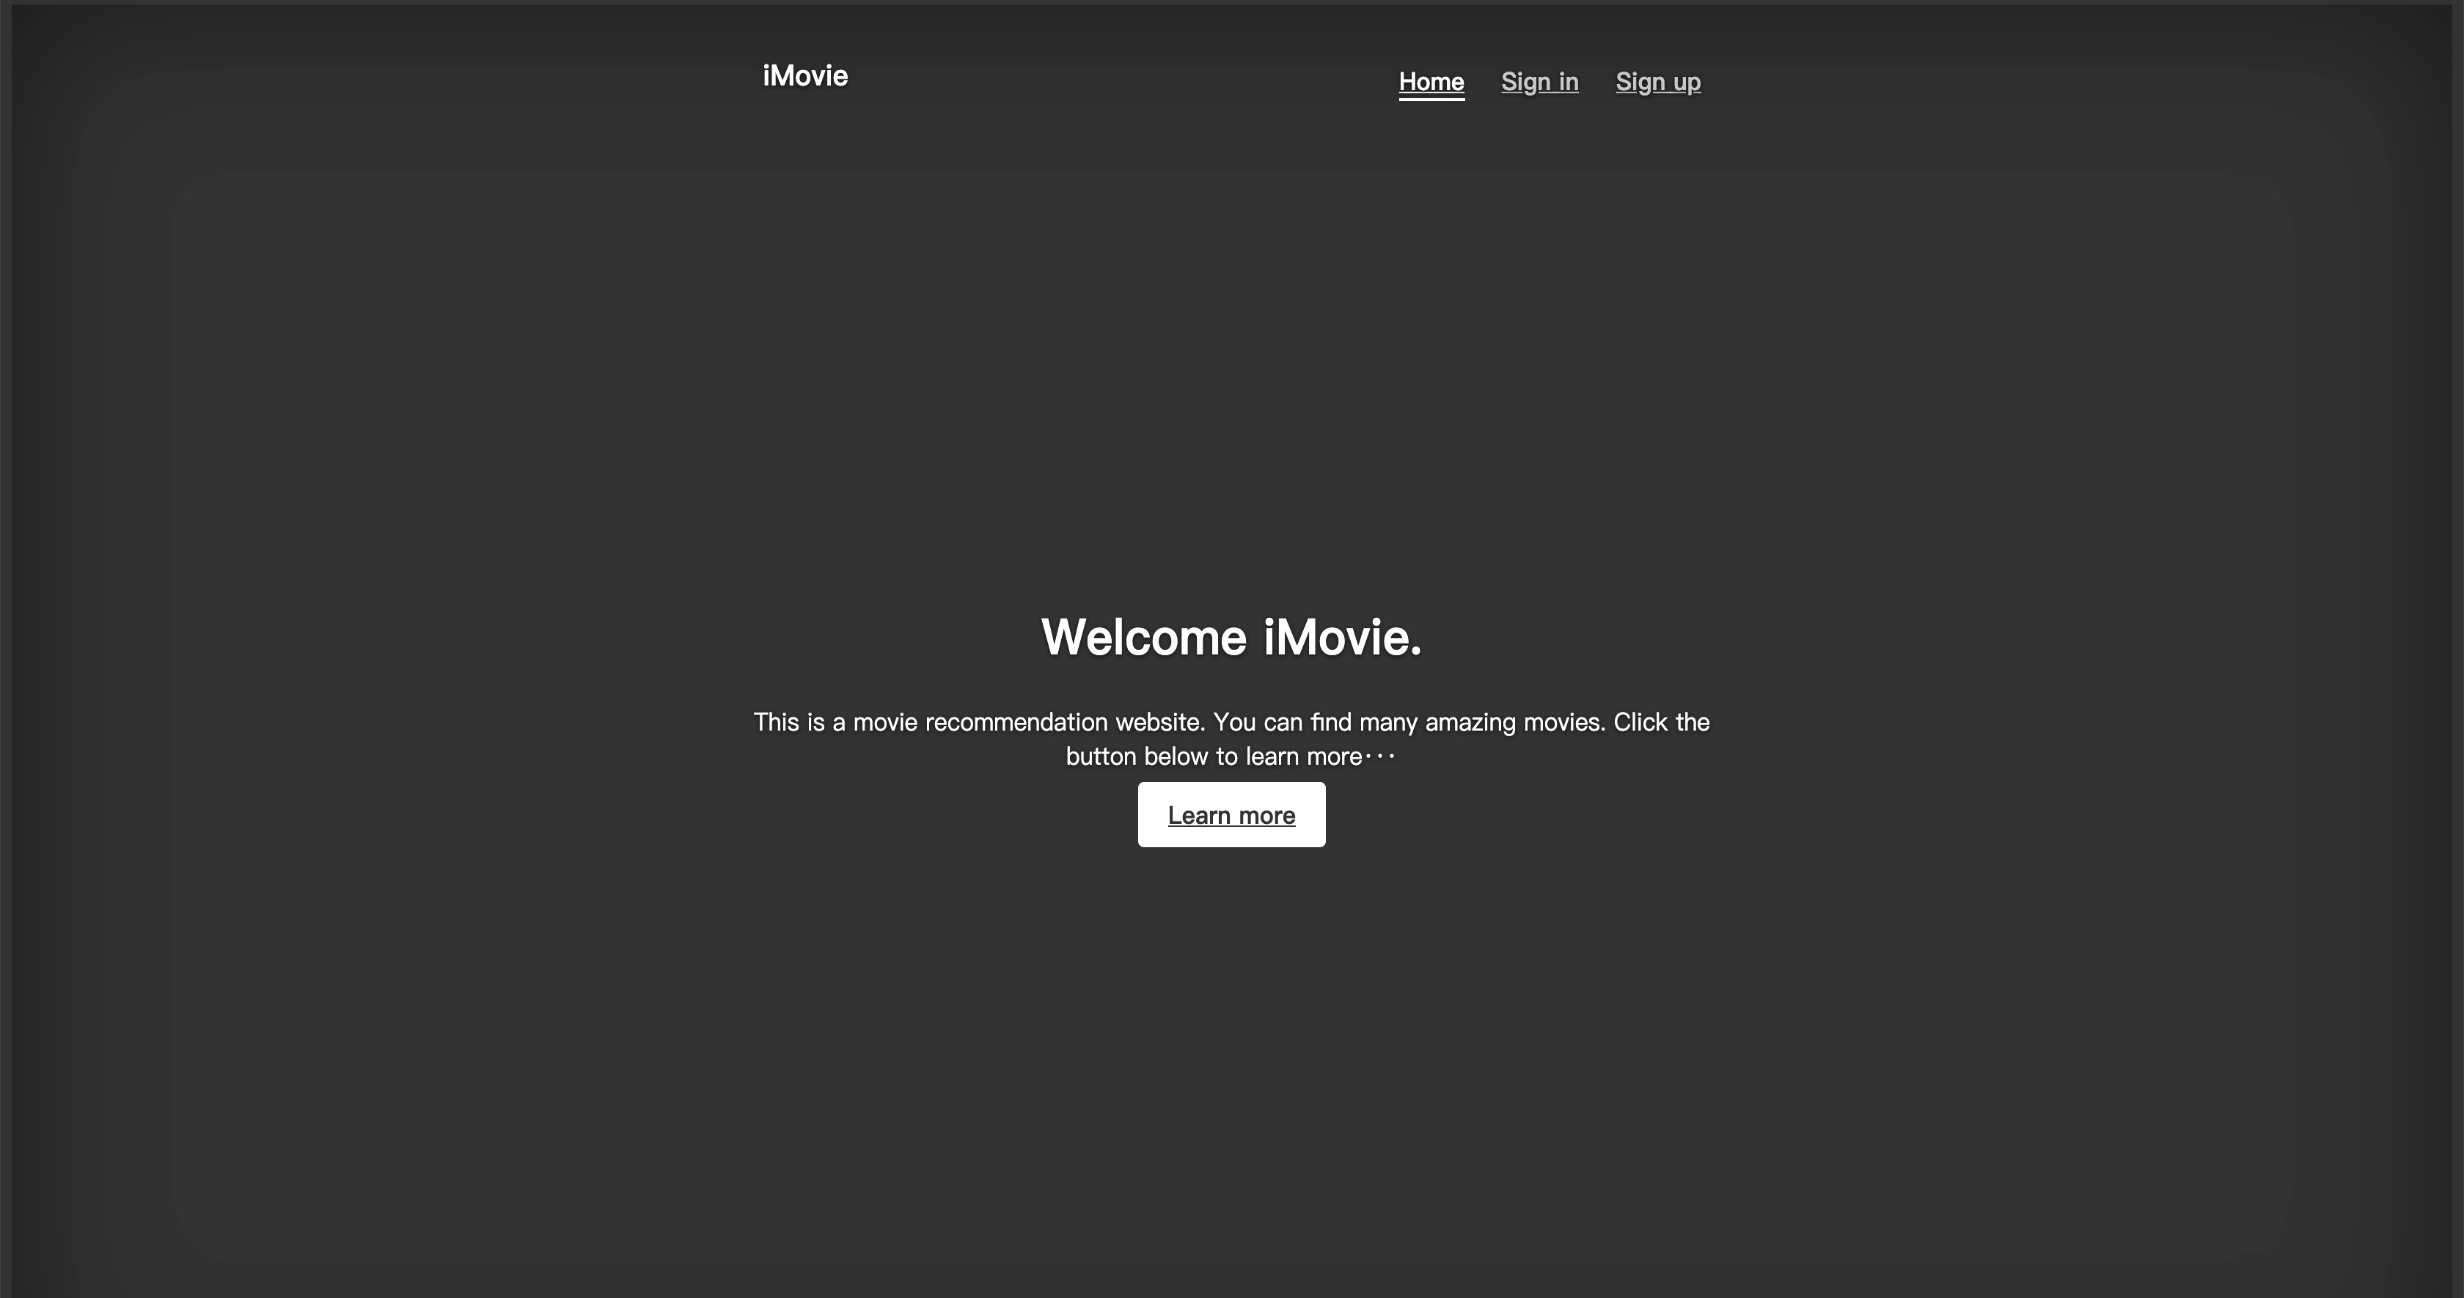 iMovie
Home Sign in Sign up
Welcome iMovie.
This is a movie recommendation website. You can find many amazing movies. Click the
button below to learn more···
Learn more